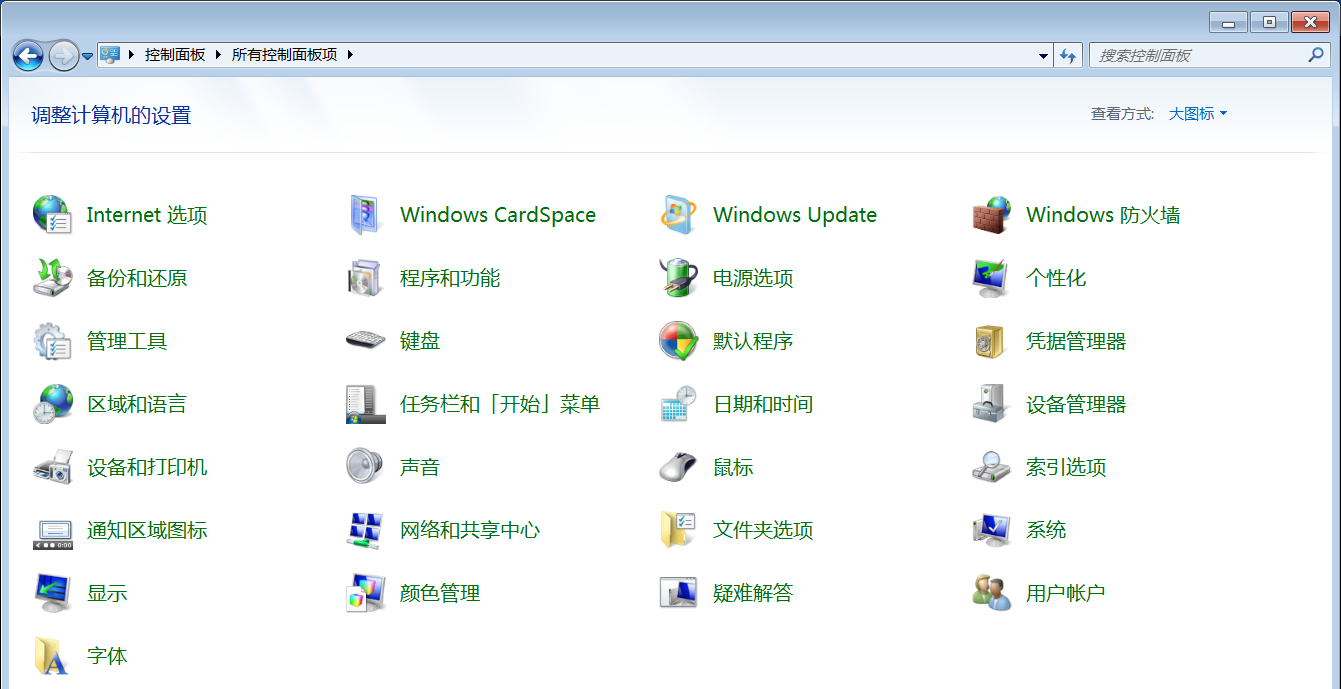 控制面板 所有控制面板项
搜索控制面板
调整计算机的设置
查看方式: 大图标
Internet 选项
Windows CardSpace
Windows Update
Windows 防火墙
备份和还原
程序和功能
电源选项
个性化
管理工具
键盘
默认程序
凭据管理器
区域和语言
任务栏和「开始」菜单
日期和时间
设备管理器
设备和打印机
声音
鼠标
索引选项
通知区域图标
网络和共享中心
文件夹选项
系统
显示
颜色管理
疑难解答
用户帐户
字体